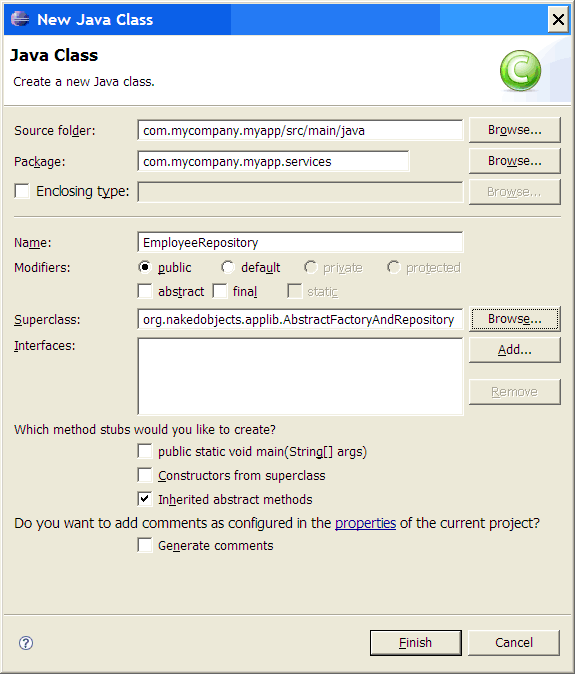 New Java Class
Java Class
Create a new Java class.
C
Source folder: com.mycompany.myapp/src/main/java Browse...
Package: com.mycompany.myapp.services Browse...
Enclosing type: Browse...
Name: EmployeeRepository
Modifiers: public default private protected
abstract final static
Superclass: org.nakedobjects.applib.AbstractFactoryAndRepository Browse...
Interfaces: Add...
Remove
Which method stubs would you like to create?
public static void main(String[] args)
Constructors from superclass
Inherited abstract methods
Do you want to add comments as configured in the properties of the current project?
Generate comments
? Finish Cancel